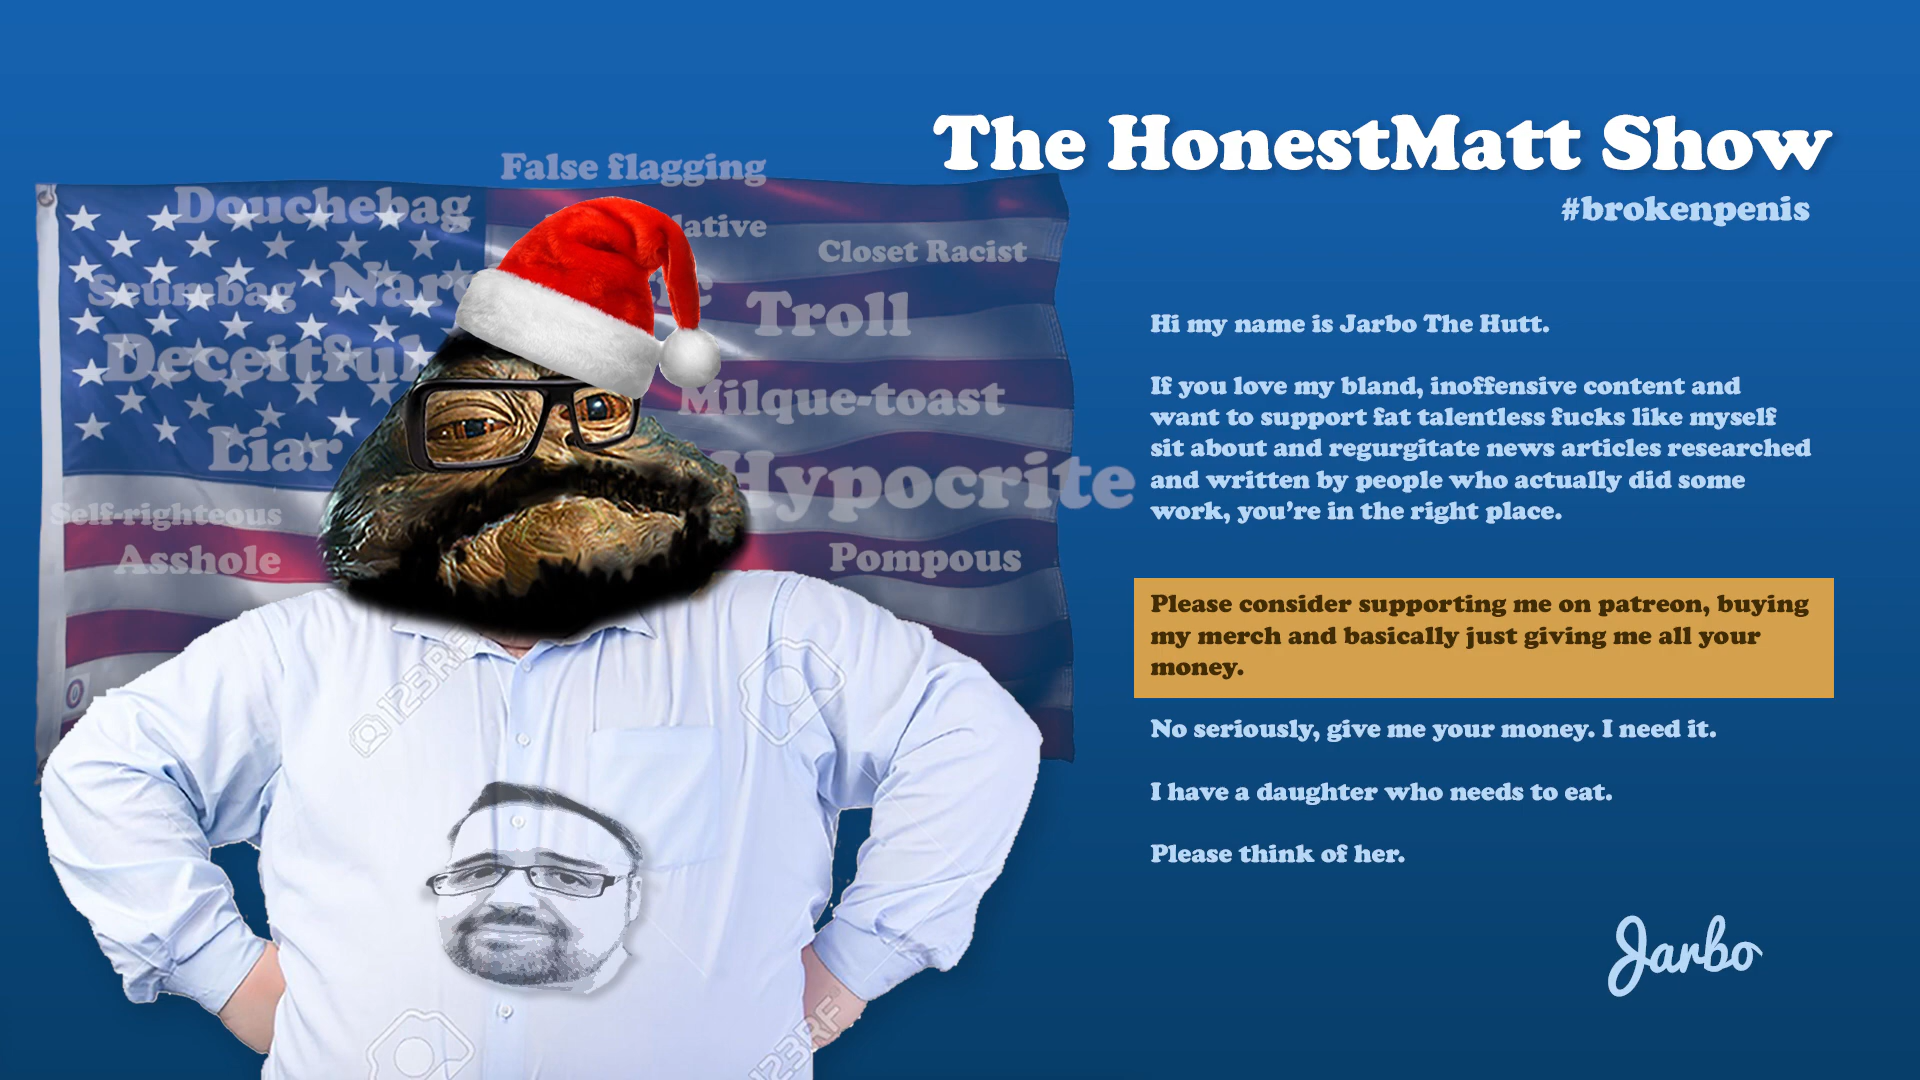 The HonestMatt Show
#brokenpenis
False flagging
Douchebag
Closet Racist
Scumbag
Troll
Deceitful
Milque-toast
Liar
Hypocrite
Self-righteous
Asshole
Pompous
Hi my name is Jarbo The Hutt.
If you love my bland, inoffensive content and
want to support fat talentless fucks like myself
sit about and regurgitate news articles researched
and written by people who actually did some
work, you’re in the right place.
Please consider supporting me on patreon, buying
my merch and basically just giving me all your
money.
No seriously, give me your money. I need it.
I have a daughter who needs to eat.
Please think of her.
Jarbo
123RF
123RF